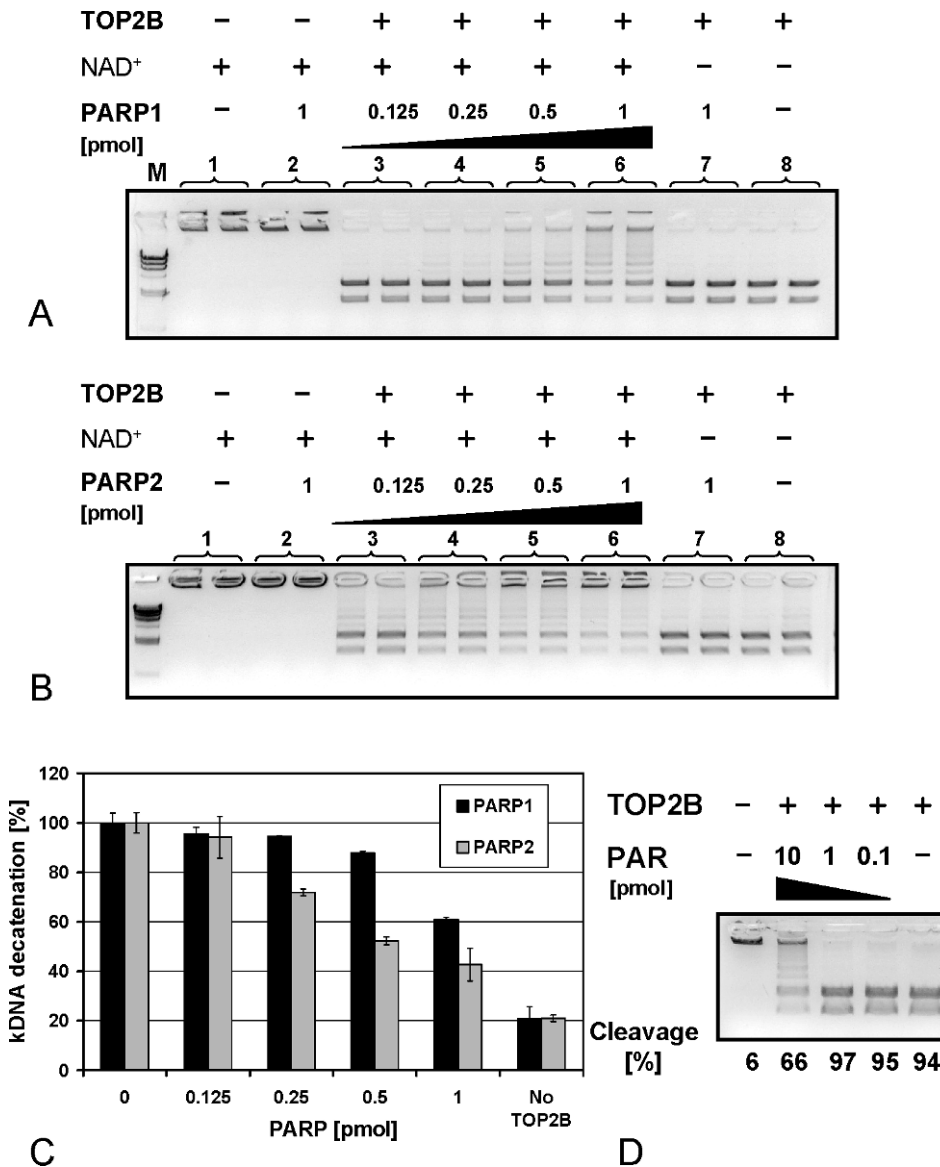 TOP2B − − + + + + + +
NAD⁺ + + + + + + − −
PARP1 − 1 0.125 0.25 0.5 1 1 −
[pmol]
M 1 2 3 4 5 6 7 8
A
TOP2B − − + + + + + +
NAD⁺ + + + + + + − −
PARP2 − 1 0.125 0.25 0.5 1 1 −
[pmol]
1 2 3 4 5 6 7 8
B
kDNA decatenation [%]
120
100
80
60
40
20
0
PARP1
PARP2
0 0.125 0.25 0.5 1 No
TOP2B
PARP [pmol]
C
TOP2B − + + + +
PAR − 10 1 0.1 −
[pmol]
Cleavage
[%] 6 66 97 95 94
D